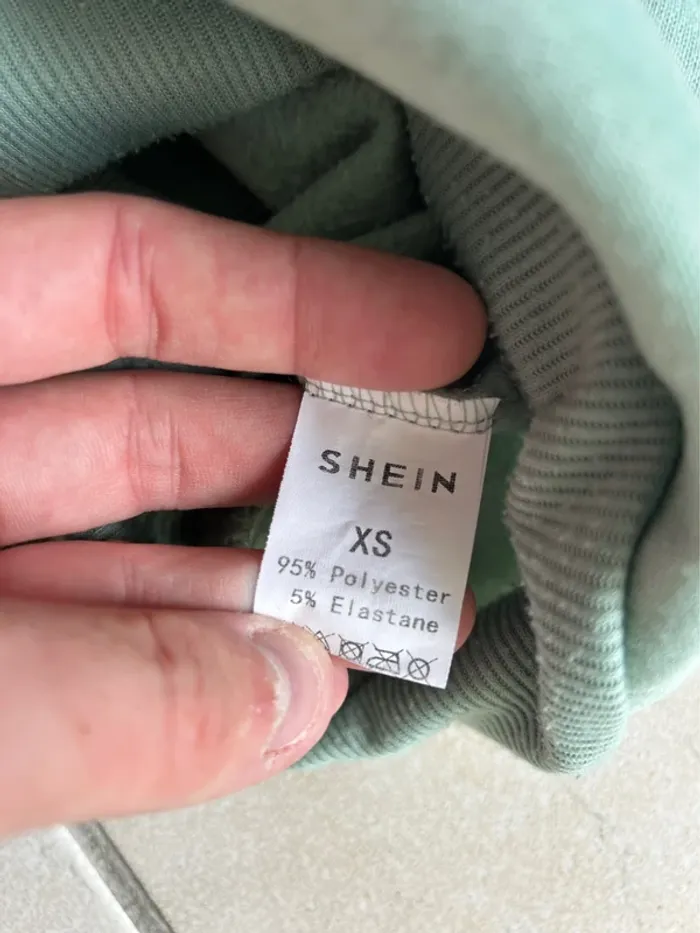 SHEIN
XS
95% Polyester
5% Elastane